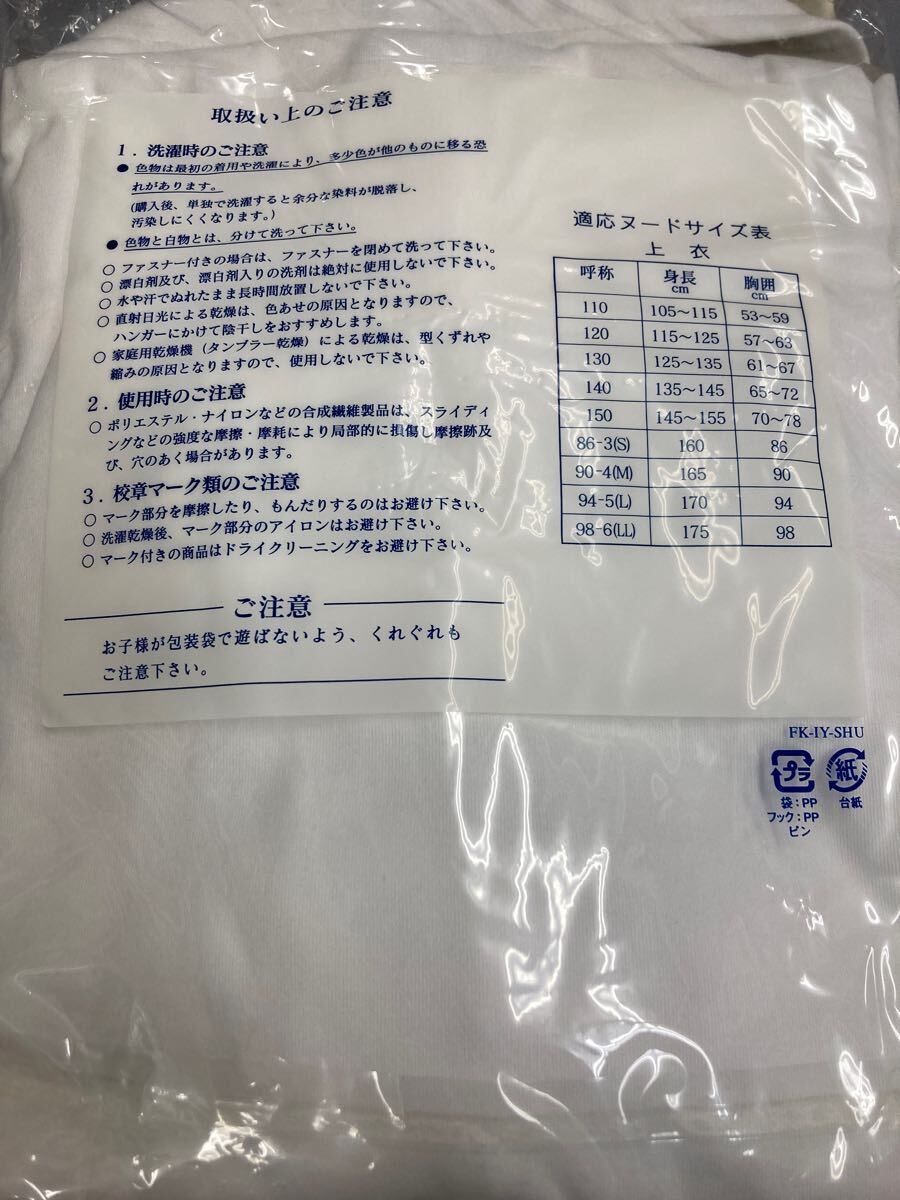 取扱い上のご注意
1．洗濯時のご注意
● 色物は最初の着用や洗濯により、多少色が他のものに移る恐
れがあります。
(購入後、単独で洗濯すると余分な染料が脱落し、
汚染しにくくなります。)
● 色物と白物とは、分けて洗って下さい。
○ ファスナー付きの場合は、ファスナーを閉めて洗って下さい。
○ 漂白剤及び、漂白剤入りの洗剤は絶対に使用しないで下さい。
○ 水や汗でぬれたまま長時間放置しないで下さい。
○ 直射日光による乾燥は、色あせの原因となりますので、
ハンガーにかけて陰干しをおすすめします。
○ 家庭用乾燥機（タンブラー乾燥）による乾燥は、型くずれや
縮みの原因となりますので、使用しないで下さい。
2．使用時のご注意
○ ポリエステル・ナイロンなどの合成繊維製品は、スライディ
ングなどの強度な摩擦・摩耗により局部的に損傷し摩擦跡及
び、穴のあく場合があります。
3．校章マーク類のご注意
○ マーク部分を摩擦したり、もんだりするのはお避け下さい。
○ 洗濯乾燥後、マーク部分のアイロンはお避け下さい。
○ マーク付きの商品はドライクリーニングをお避け下さい。
ご注意
お子様が包装袋で遊ばないよう、くれぐれも
ご注意下さい。
適応ヌードサイズ表
上 衣
呼称 身長cm 胸囲cm
110 105～115 53～59
120 115～125 57～63
130 125～135 61～67
140 135～145 65～72
150 145～155 70～78
86-3(S) 160 86
90-4(M) 165 90
94-5(L) 170 94
98-6(LL) 175 98
FK-IY-SHU
プラ 紙
袋：PP 台紙
フック：PP
ピン